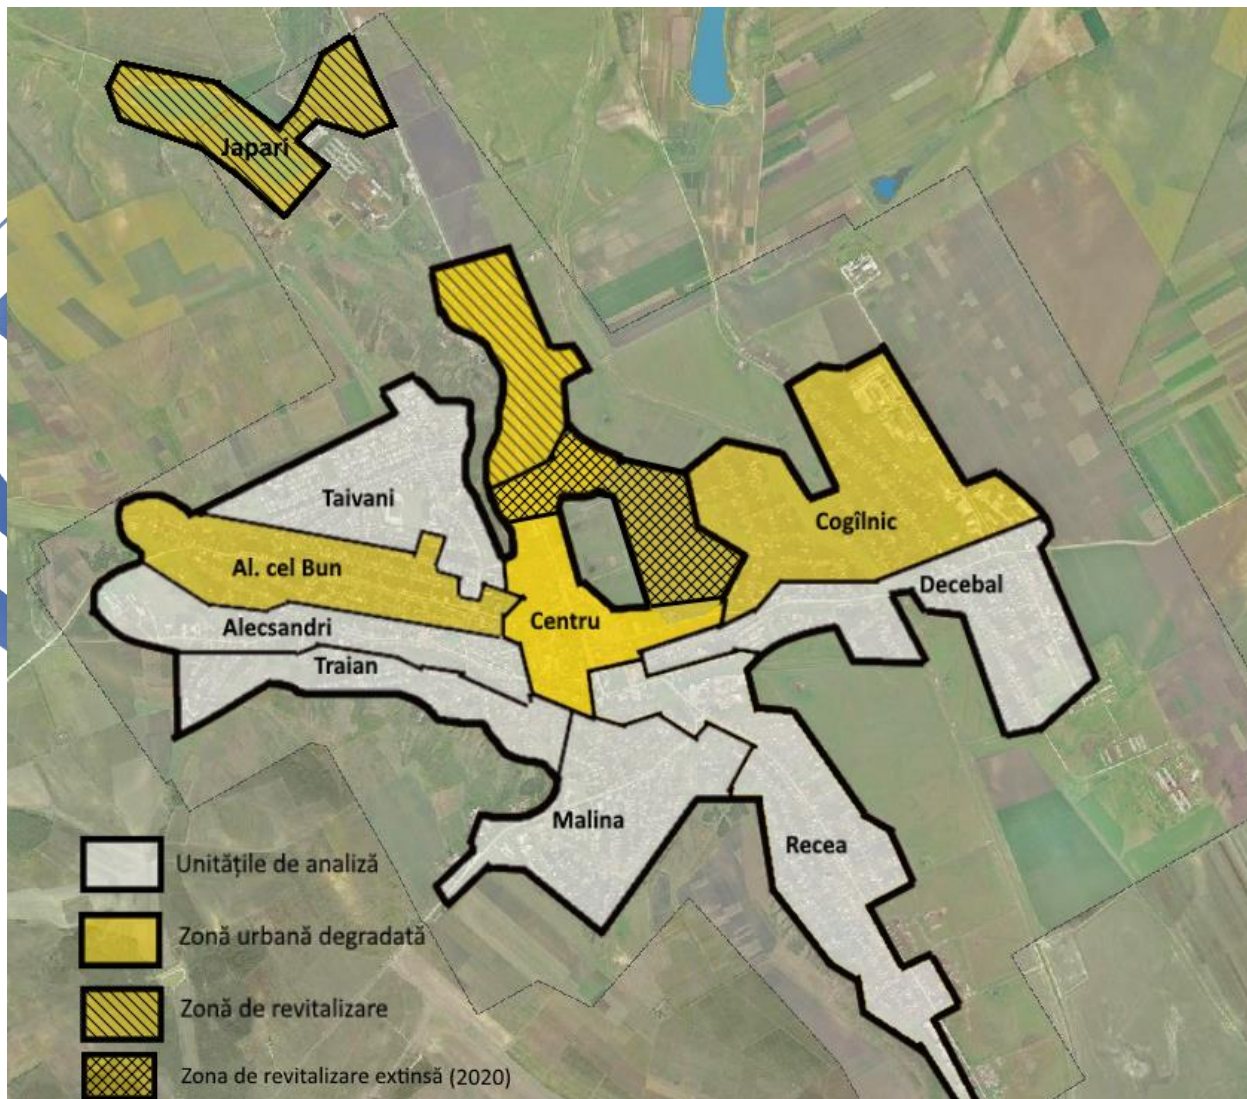 Japari
Taivani
Cogîlnic
Al. cel Bun
Decebal
Alecsandri
Centru
Traian
Malina
Recea
Unitățile de analiză
Zonă urbană degradată
Zonă de revitalizare
Zona de revitalizare extinsă (2020)